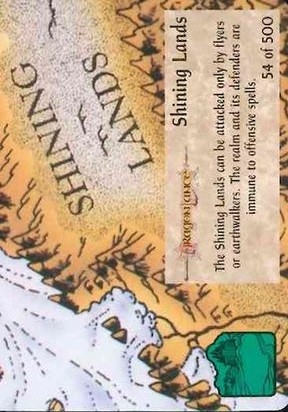 SHINING
LANDS
Shining Lands
Dragonlance
The Shining Lands can be attacked only by flyers
or earthwalkers. The realm and its defenders are
immune to offensive spells.
54 of 500